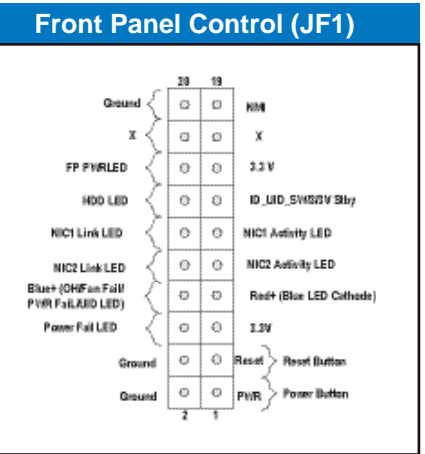 Front Panel Control (JF1)
20 19
Ground NMI
X X
FP PWRLED 3.3 V
HDD LED ID_UID_SW/3/3V Stby
NIC1 Link LED NIC1 Activity LED
NIC2 Link LED NIC2 Activity LED
Blue+ (OH/Fan Fail/
PWR FaiL/UID LED) Red+ (Blue LED Cathode)
Power Fail LED 3.3V
Ground Reset Reset Button
Ground PWR Power Button
2 1